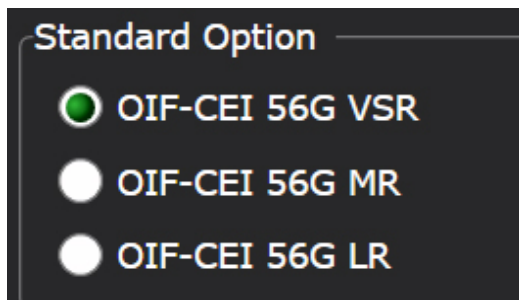 Standard Option
OIF-CEI 56G VSR
OIF-CEI 56G MR
OIF-CEI 56G LR